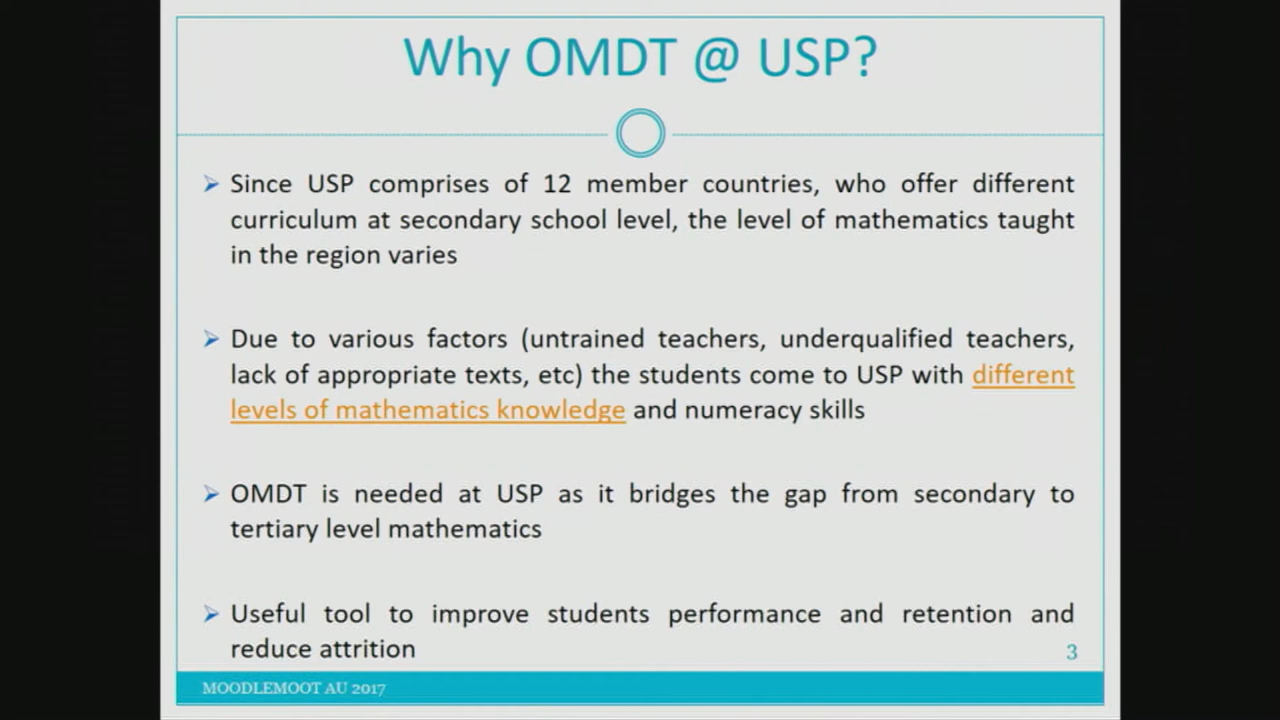 Why OMDT @ USP?
Since USP comprises of 12 member countries, who offer different
curriculum at secondary school level, the level of mathematics taught
in the region varies
Due to various factors (untrained teachers, underqualified teachers,
lack of appropriate texts, etc) the students come to USP with different
levels of mathematics knowledge and numeracy skills
OMDT is needed at USP as it bridges the gap from secondary to
tertiary level mathematics
Useful tool to improve students performance and retention and
reduce attrition
3
MOODLEMOOT AU 2017